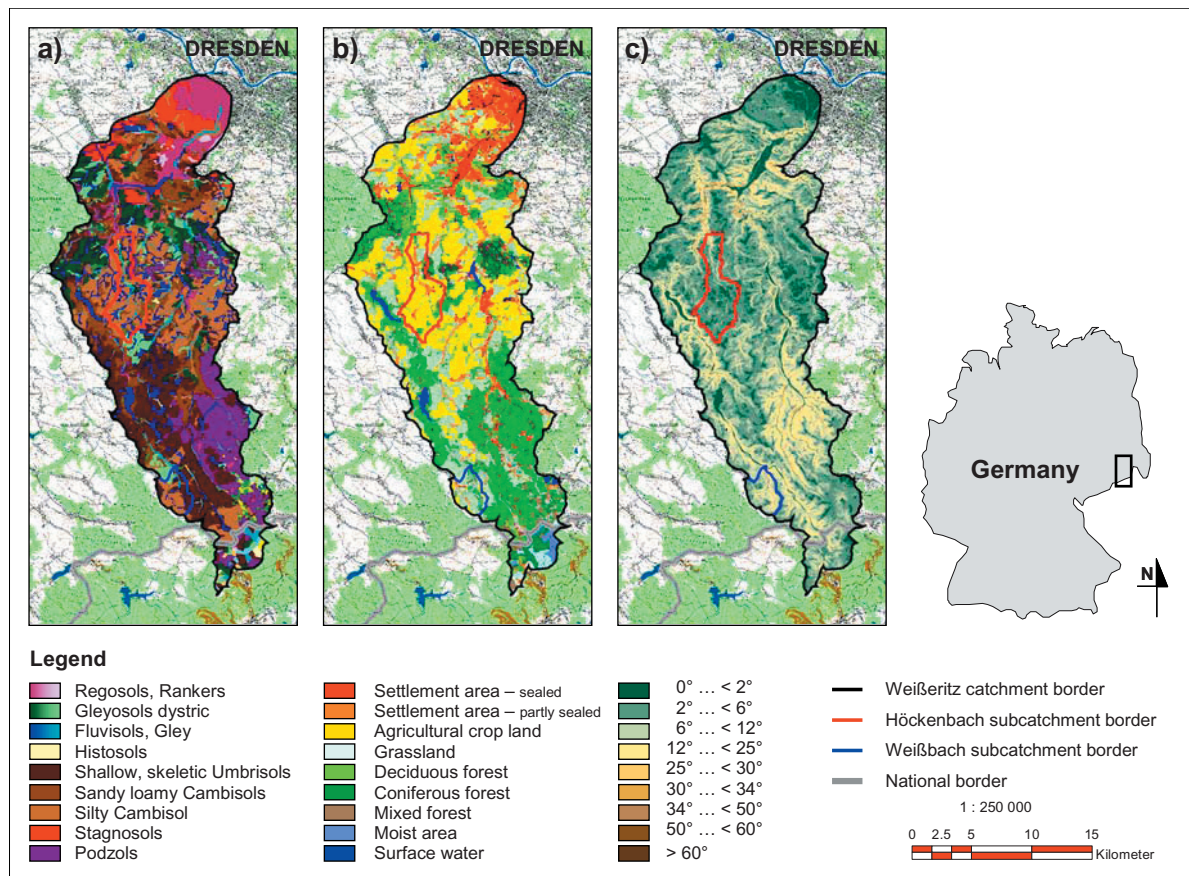 a)
DRESDEN
b)
DRESDEN
c)
DRESDEN
Germany
N
Legend
Regosols, Rankers
Gleyosols dystric
Fluvisols, Gley
Histosols
Shallow, skeletic Umbrisols
Sandy loamy Cambisols
Silty Cambisol
Stagnosols
Podzols
Settlement area – sealed
Settlement area – partly sealed
Agricultural crop land
Grassland
Deciduous forest
Coniferous forest
Mixed forest
Moist area
Surface water
0° ... < 2°
2° ... < 6°
6° ... < 12°
12° ... < 25°
25° ... < 30°
30° ... < 34°
34° ... < 50°
50° ... < 60°
> 60°
Weißeritz catchment border
Höckenbach subcatchment border
Weißbach subcatchment border
National border
1 : 250 000
0 2.5 5 10 15
Kilometer